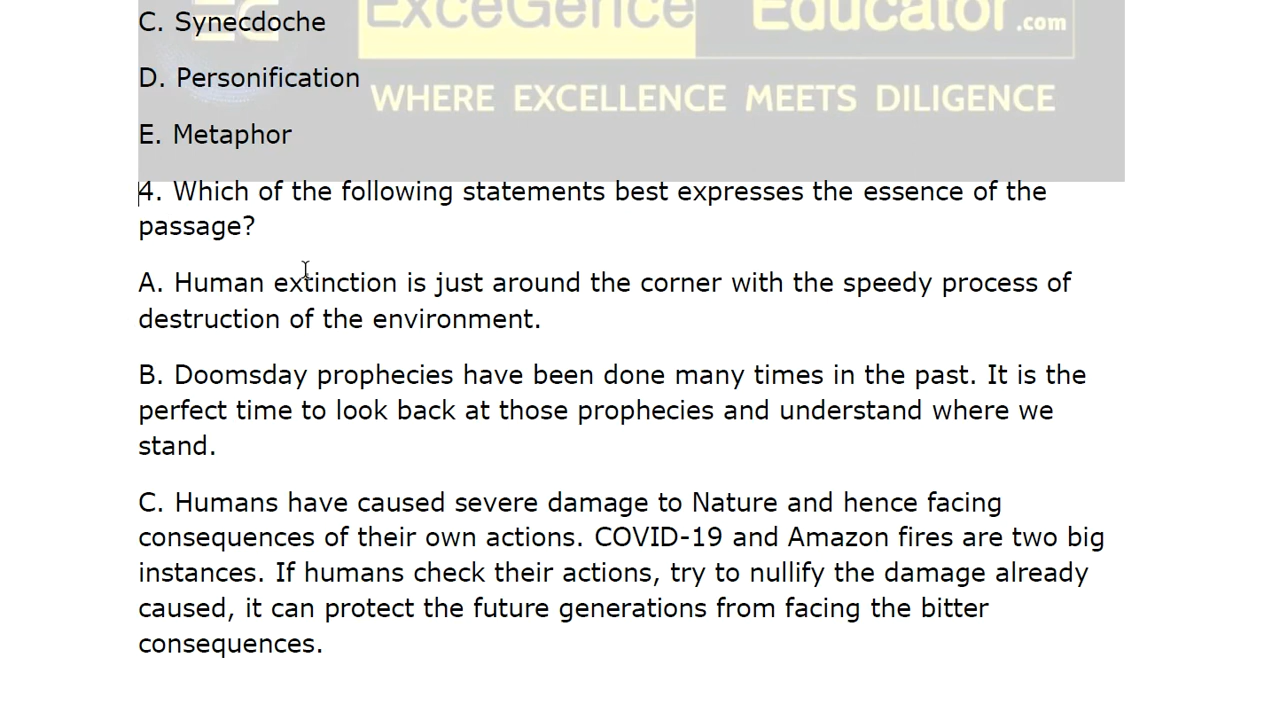 C. Synecdoche
ExceGence Educator.com
D. Personification
WHERE EXCELLENCE MEETS DILIGENCE
E. Metaphor
4. Which of the following statements best expresses the essence of the
passage?
A. Human extinction is just around the corner with the speedy process of
destruction of the environment.
B. Doomsday prophecies have been done many times in the past. It is the
perfect time to look back at those prophecies and understand where we
stand.
C. Humans have caused severe damage to Nature and hence facing
consequences of their own actions. COVID-19 and Amazon fires are two big
instances. If humans check their actions, try to nullify the damage already
caused, it can protect the future generations from facing the bitter
consequences.